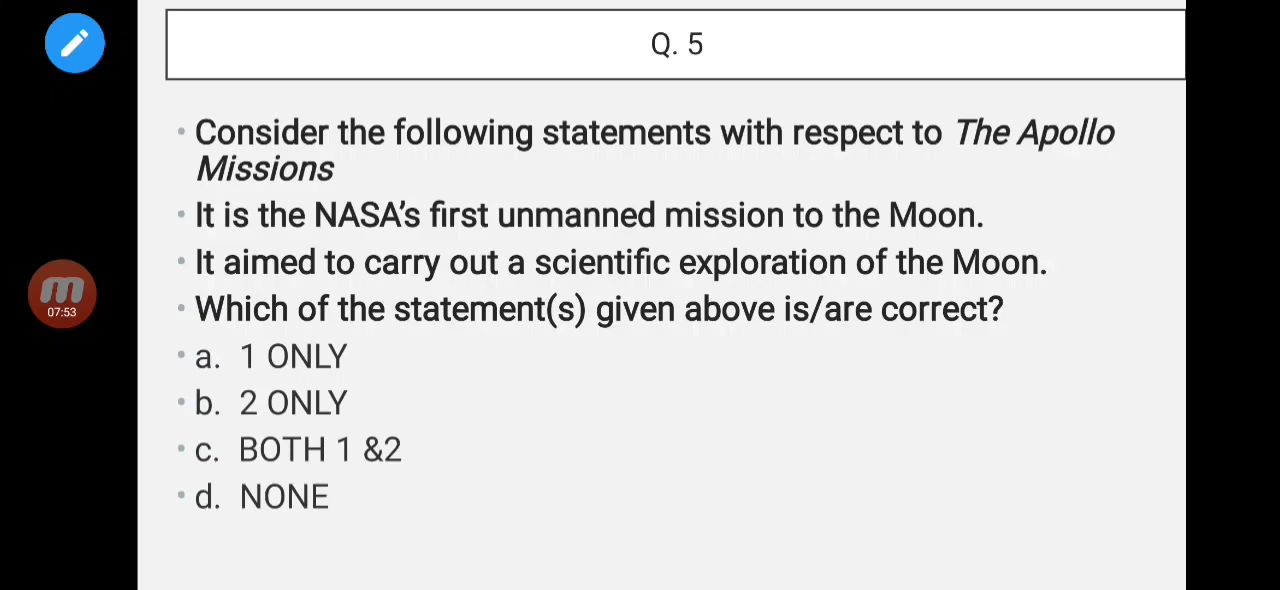 Q. 5
• Consider the following statements with respect to The Apollo
Missions
• It is the NASA's first unmanned mission to the Moon.
• It aimed to carry out a scientific exploration of the Moon.
• Which of the statement(s) given above is/are correct?
• a. 1 ONLY
• b. 2 ONLY
• c. BOTH 1 &2
• d. NONE
m
07:53